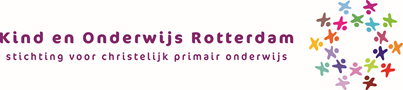 Kind en Onderwijs Rotterdam
stichting voor christelijk primair onderwijs